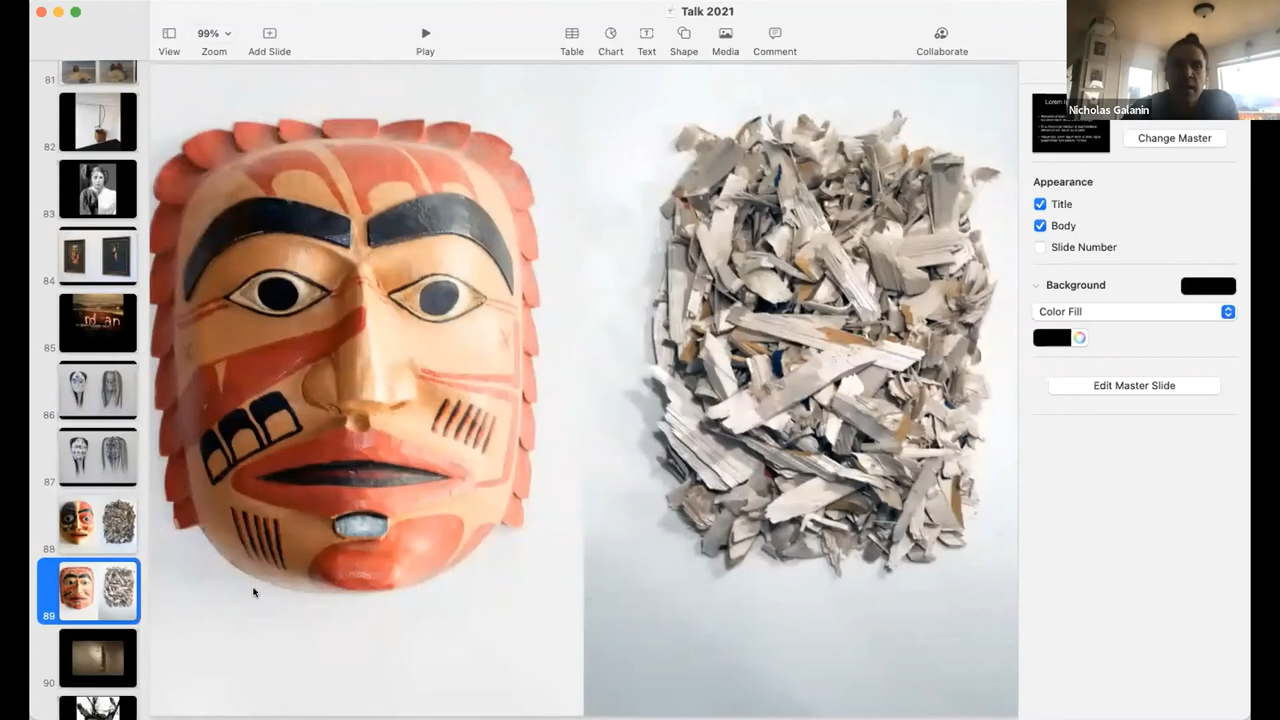 Talk 2021
99%
View
Zoom
Add Slide
Play
Table
Chart
Text
Shape
Media
Comment
Collaborate
Nicholas Galanin
Change Master
Appearance
Title
Body
Slide Number
Background
Color Fill
Edit Master Slide
81
82
83
84
85
86
87
88
89
90